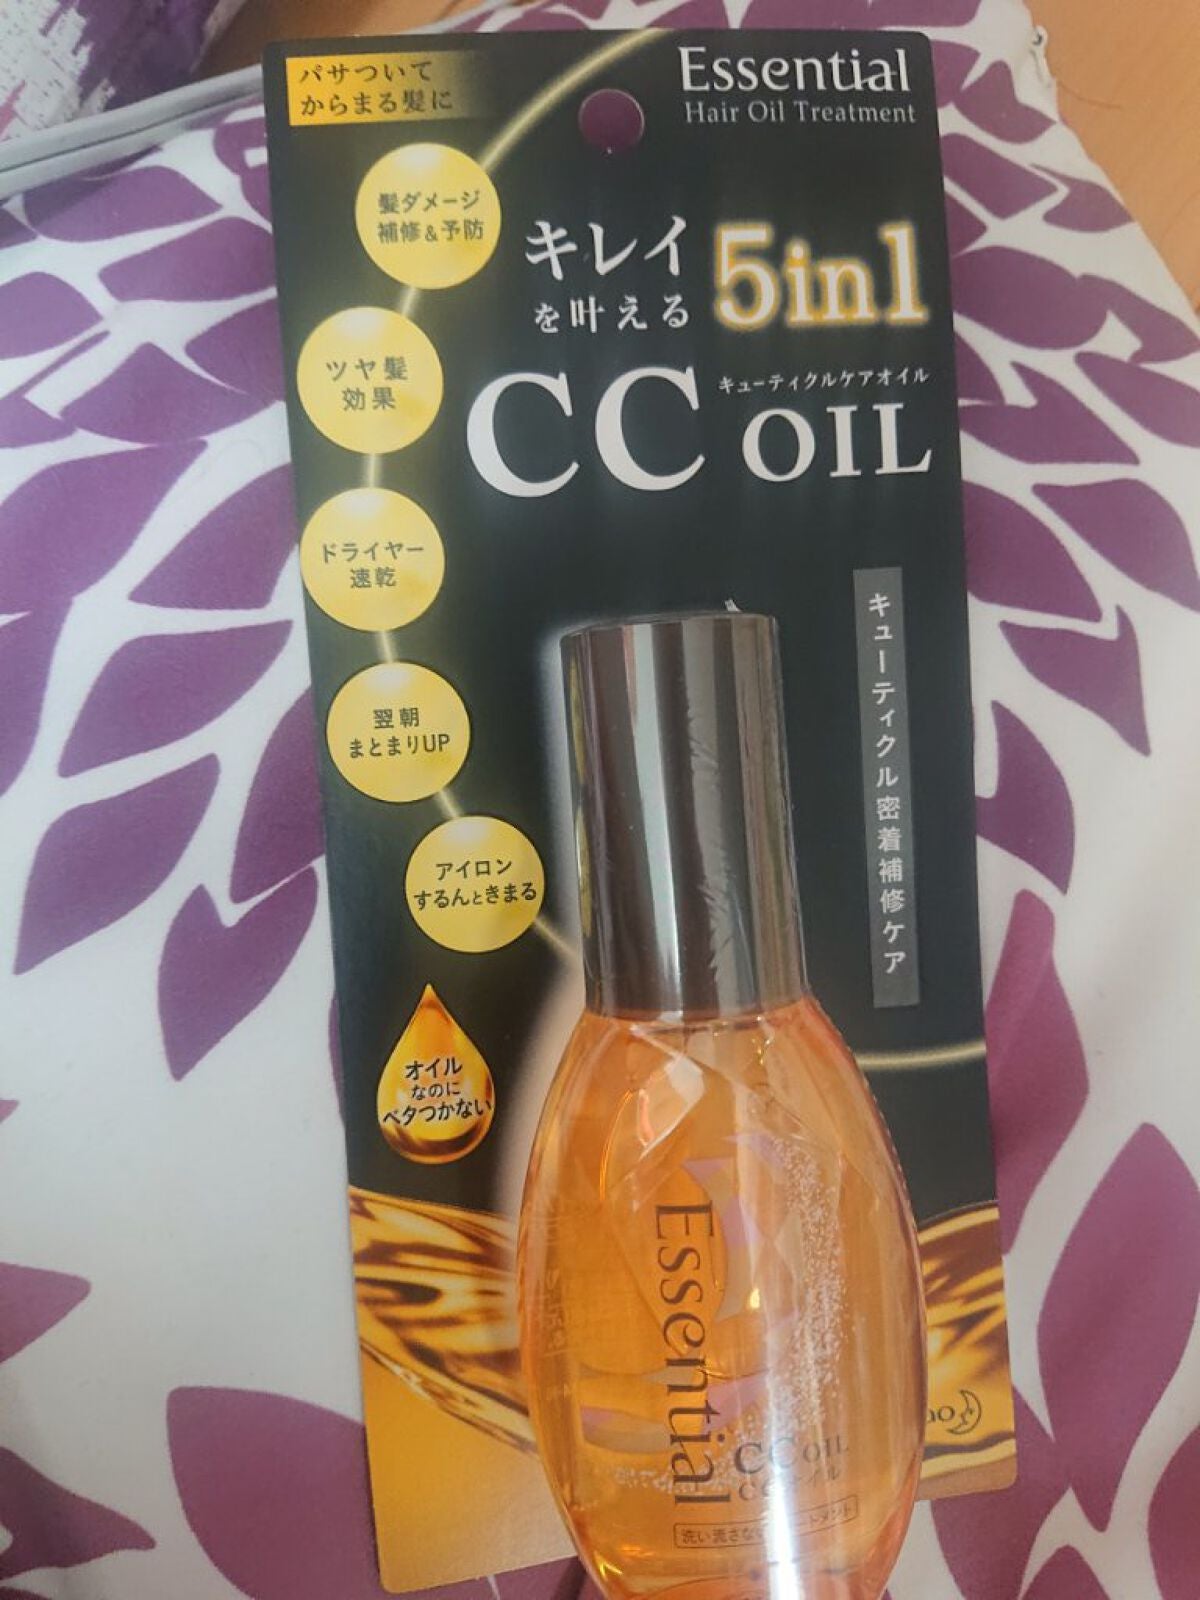 パサついて
からまる髪に
Essential
Hair Oil Treatment
髪ダメージ
補修&予防
キレイ
を叶える
5in1
ツヤ髪
効果
キューティクルケアオイル
CC OIL
ドライヤー
速乾
キューティクル密着補修ケア
翌朝
まとまりUP
アイロン
するんときまる
オイル
なのに
ベタつかない
Essential
CC OIL